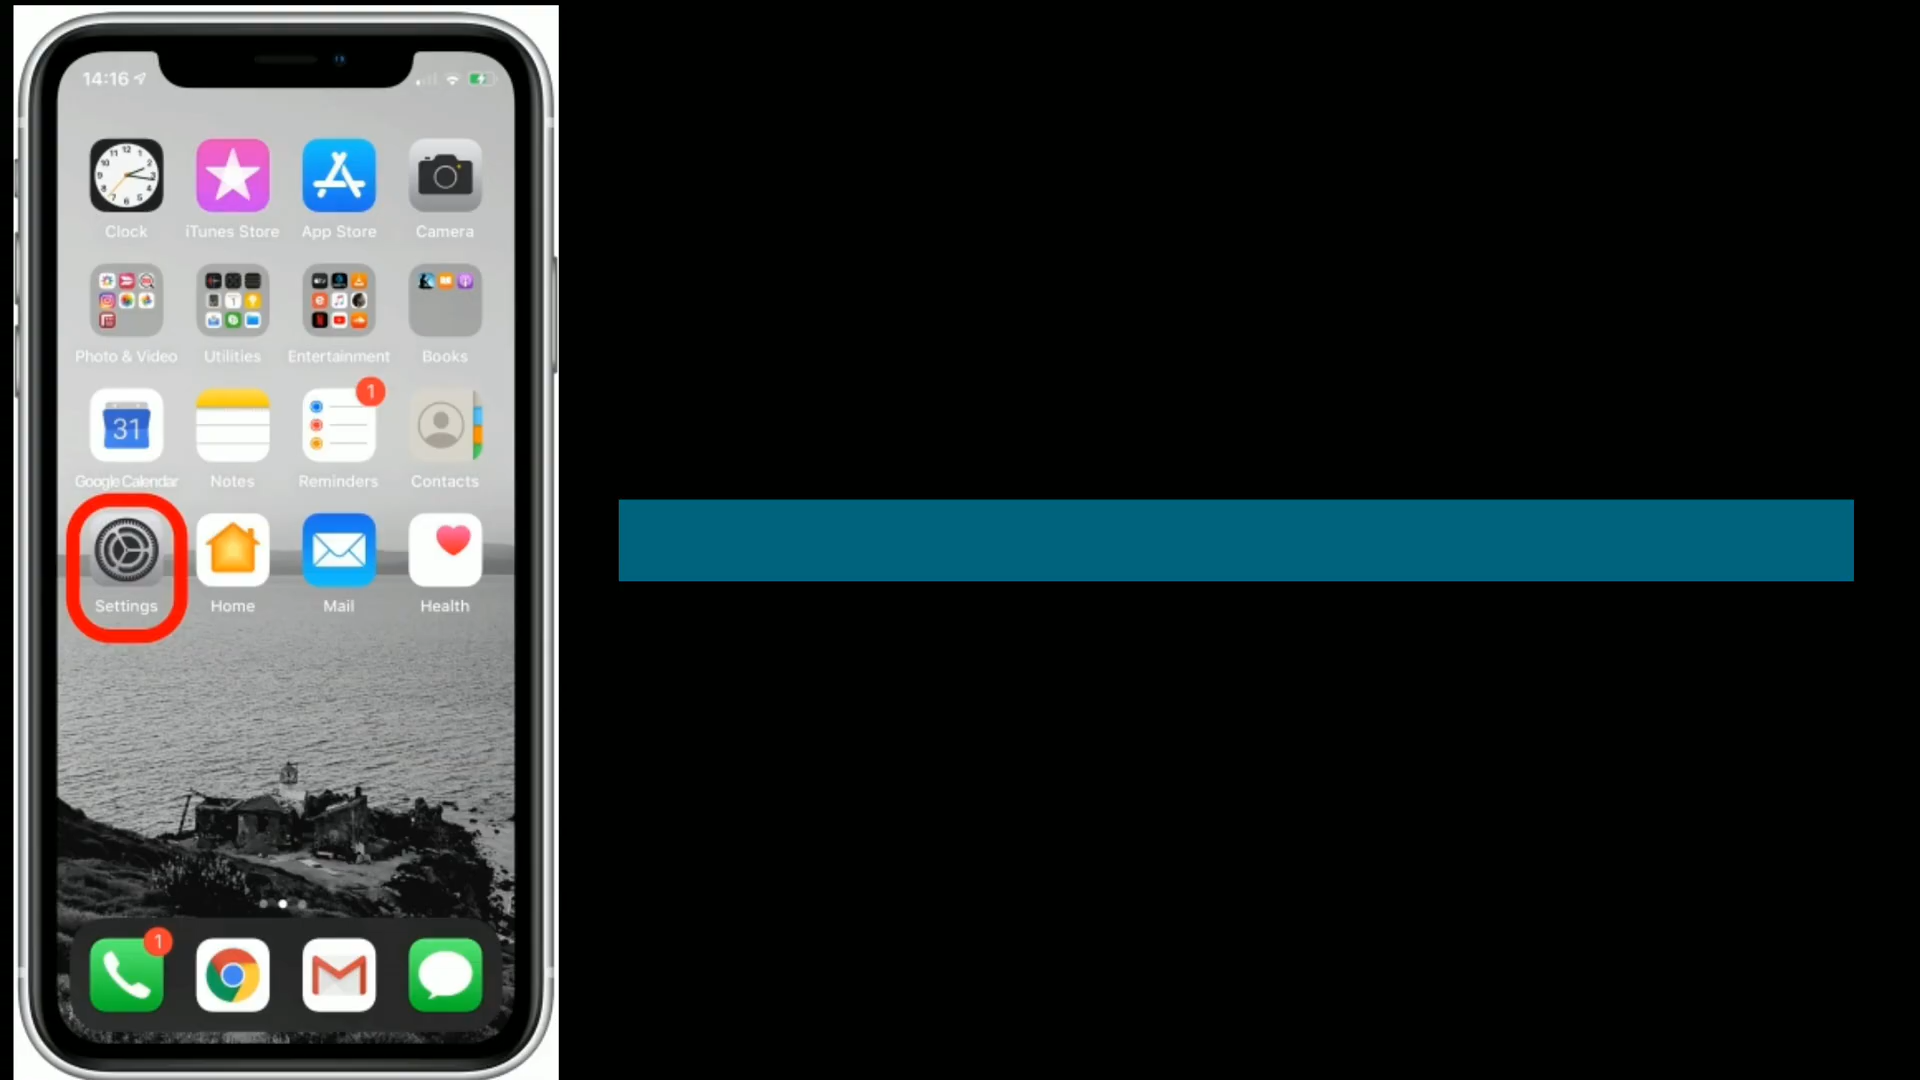 14:16
Clock iTunes Store App Store Camera
Photo & Video Utilities Entertainment Books
1
31
Google Calendar Notes Reminders Contacts
Settings Home Mail Health
1